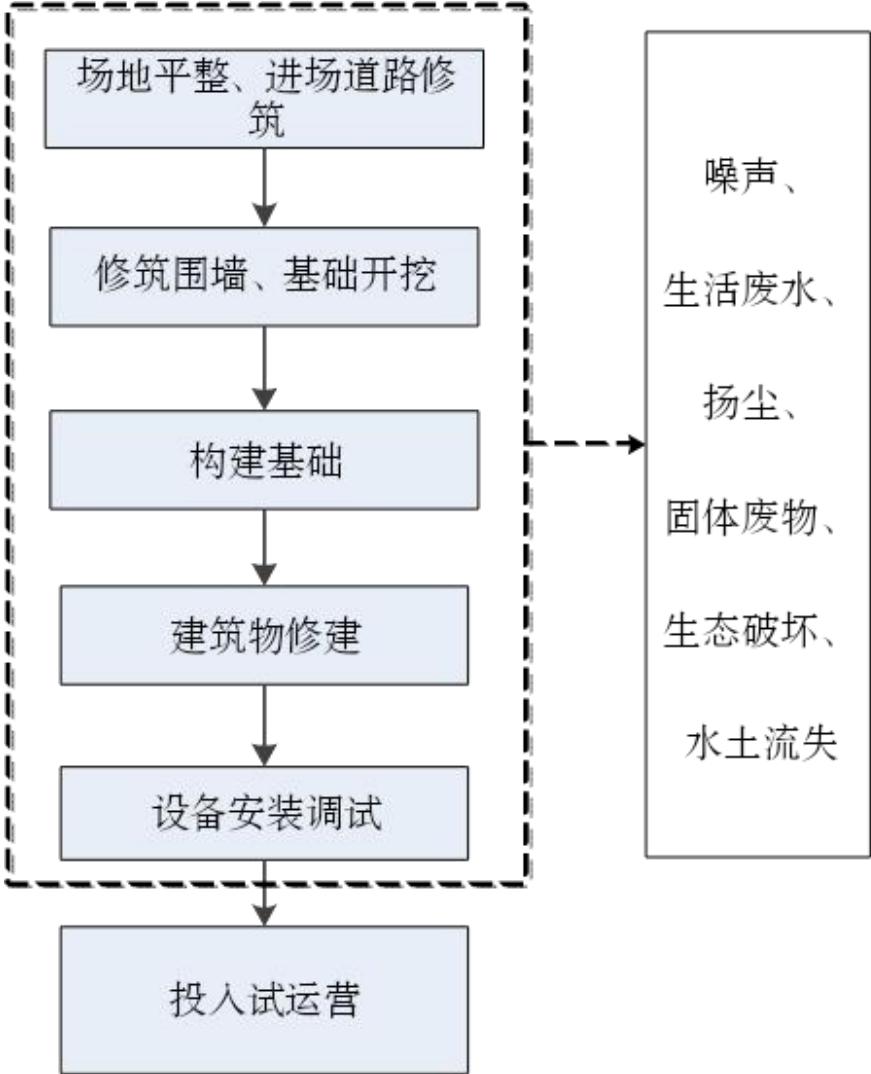 场地平整、进场道路修
筑
修筑围墙、基础开挖
构建基础
建筑物修建
设备安装调试
投入试运营
噪声、
生活废水、
扬尘、
固体废物、
生态破坏、
水土流失